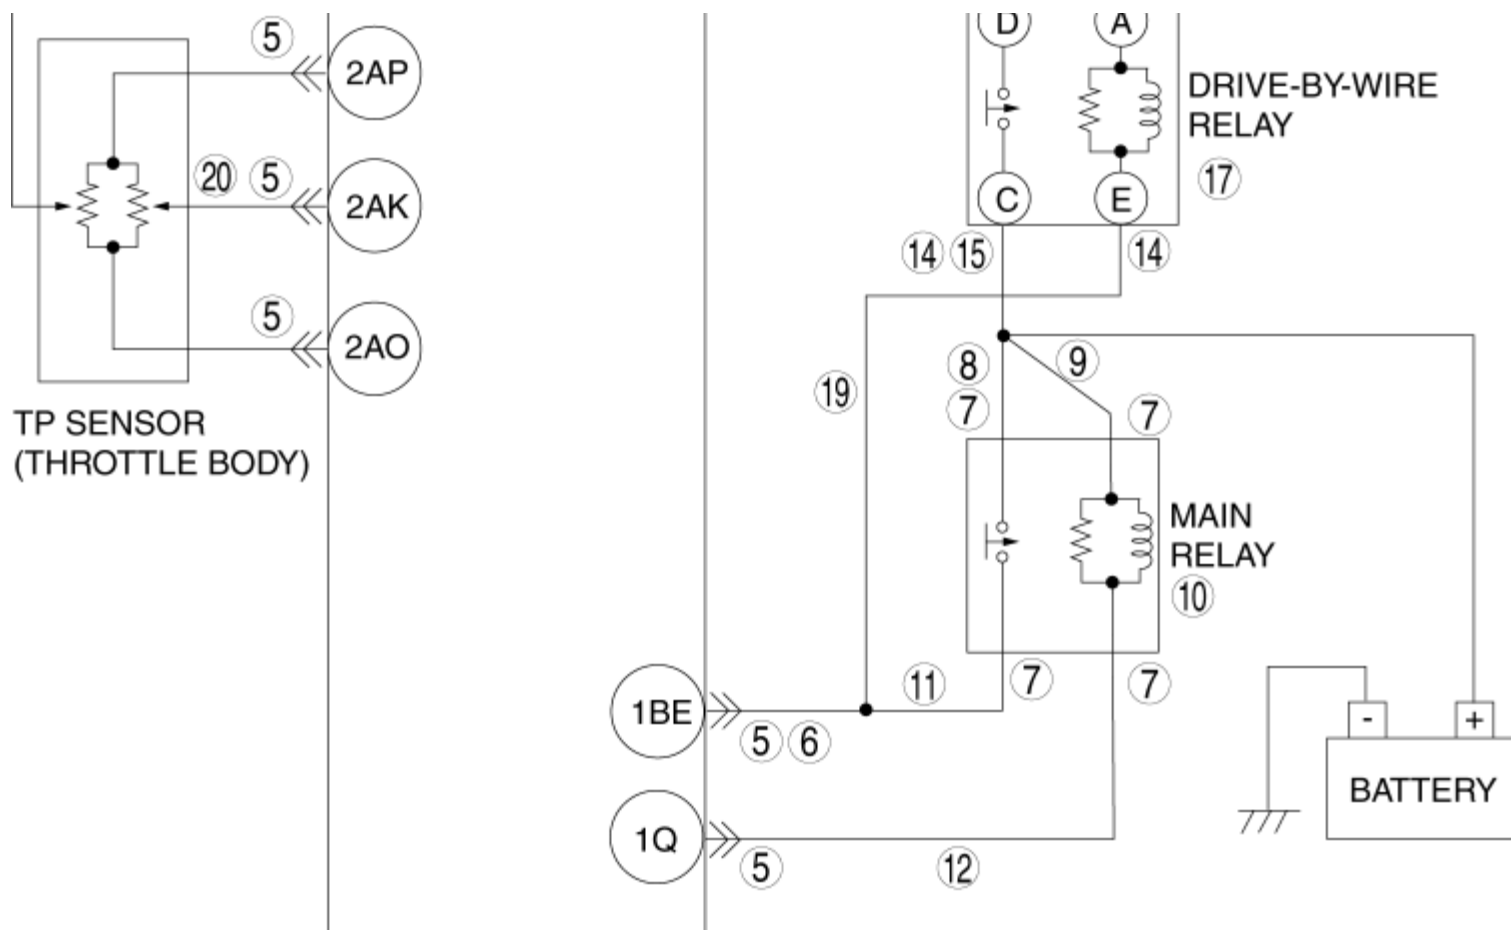 D
A
5
2AP
DRIVE-BY-WIRE
RELAY
20
5
2AK
17
C
E
14
15
14
5
2AO
8
9
19
7
7
TP SENSOR
(THROTTLE BODY)
MAIN
RELAY
10
11
7
7
1BE
5
6
-
+
BATTERY
1Q
5
12